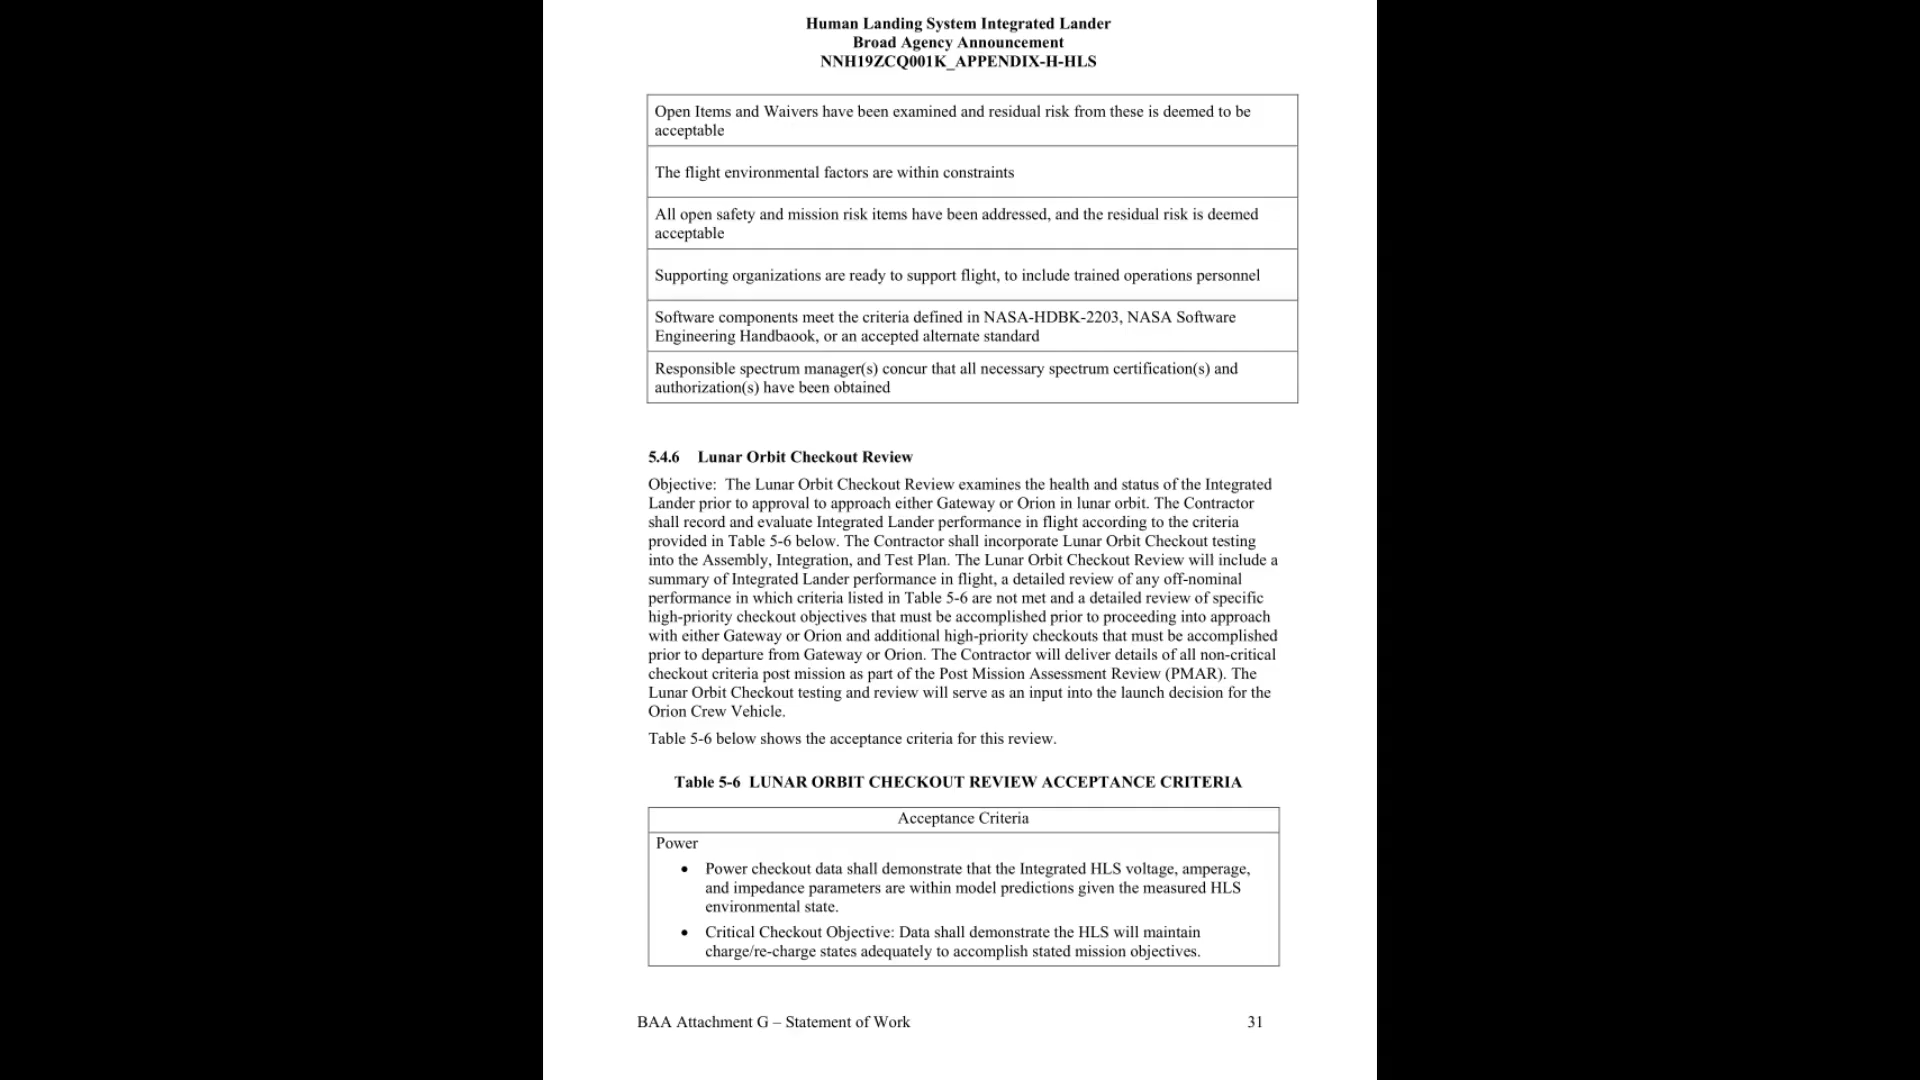 Human Landing System Integrated Lander
Broad Agency Announcement
NNH19ZCQ001K_APPENDIX-H-HLS
Open Items and Waivers have been examined and residual risk from these is deemed to be
acceptable
The flight environmental factors are within constraints
All open safety and mission risk items have been addressed, and the residual risk is deemed
acceptable
Supporting organizations are ready to support flight, to include trained operations personnel
Software components meet the criteria defined in NASA-HDBK-2203, NASA Software
Engineering Handbaook, or an accepted alternate standard
Responsible spectrum manager(s) concur that all necessary spectrum certification(s) and
authorization(s) have been obtained
5.4.6 Lunar Orbit Checkout Review
Objective: The Lunar Orbit Checkout Review examines the health and status of the Integrated
Lander prior to approval to approach either Gateway or Orion in lunar orbit. The Contractor
shall record and evaluate Integrated Lander performance in flight according to the criteria
provided in Table 5-6 below. The Contractor shall incorporate Lunar Orbit Checkout testing
into the Assembly, Integration, and Test Plan. The Lunar Orbit Checkout Review will include a
summary of Integrated Lander performance in flight, a detailed review of any off-nominal
performance in which criteria listed in Table 5-6 are not met and a detailed review of specific
high-priority checkout objectives that must be accomplished prior to proceeding into approach
with either Gateway or Orion and additional high-priority checkouts that must be accomplished
prior to departure from Gateway or Orion. The Contractor will deliver details of all non-critical
checkout criteria post mission as part of the Post Mission Assessment Review (PMAR). The
Lunar Orbit Checkout testing and review will serve as an input into the launch decision for the
Orion Crew Vehicle.
Table 5-6 below shows the acceptance criteria for this review.
Table 5-6 LUNAR ORBIT CHECKOUT REVIEW ACCEPTANCE CRITERIA
Acceptance Criteria
Power
• Power checkout data shall demonstrate that the Integrated HLS voltage, amperage,
and impedance parameters are within model predictions given the measured HLS
environmental state.
• Critical Checkout Objective: Data shall demonstrate the HLS will maintain
charge/re-charge states adequately to accomplish stated mission objectives.
BAA Attachment G – Statement of Work 31